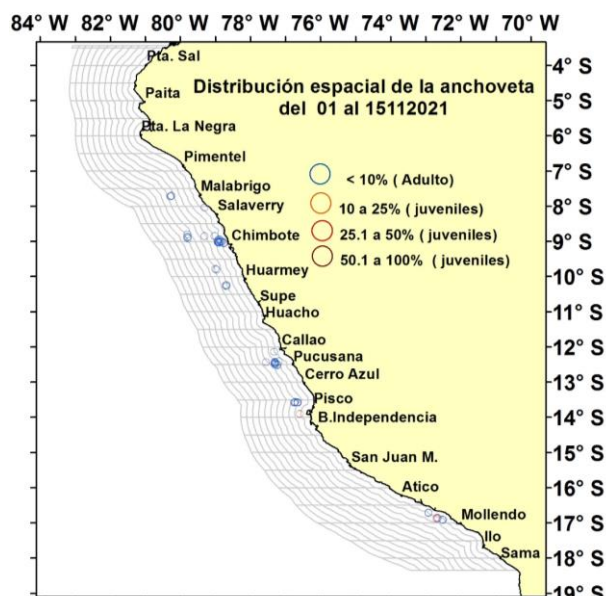 84° W 82° 80° 78° 76° 74° 72° 70° W
Pta. Sal
4° S
Distribución espacial de la anchoveta
del 01 al 15112021
Paita
5° S
Pta. La Negra
6° S
Pimentel
7° S
< 10% ( Adulto)
Malabrigo
Salaverry
8° S
10 a 25% ( juveniles)
25.1 a 50% ( juveniles)
Chimbote
9° S
50.1 a 100% ( juveniles)
Huarmey
10° S
Supe
11° S
Huacho
Callao
12° S
Pucusana
Cerro Azul
13° S
Pisco
B.Independencia
14° S
San Juan M.
15° S
Atico
16° S
Mollendo
17° S
Ilo
Sama
18° S
19° S